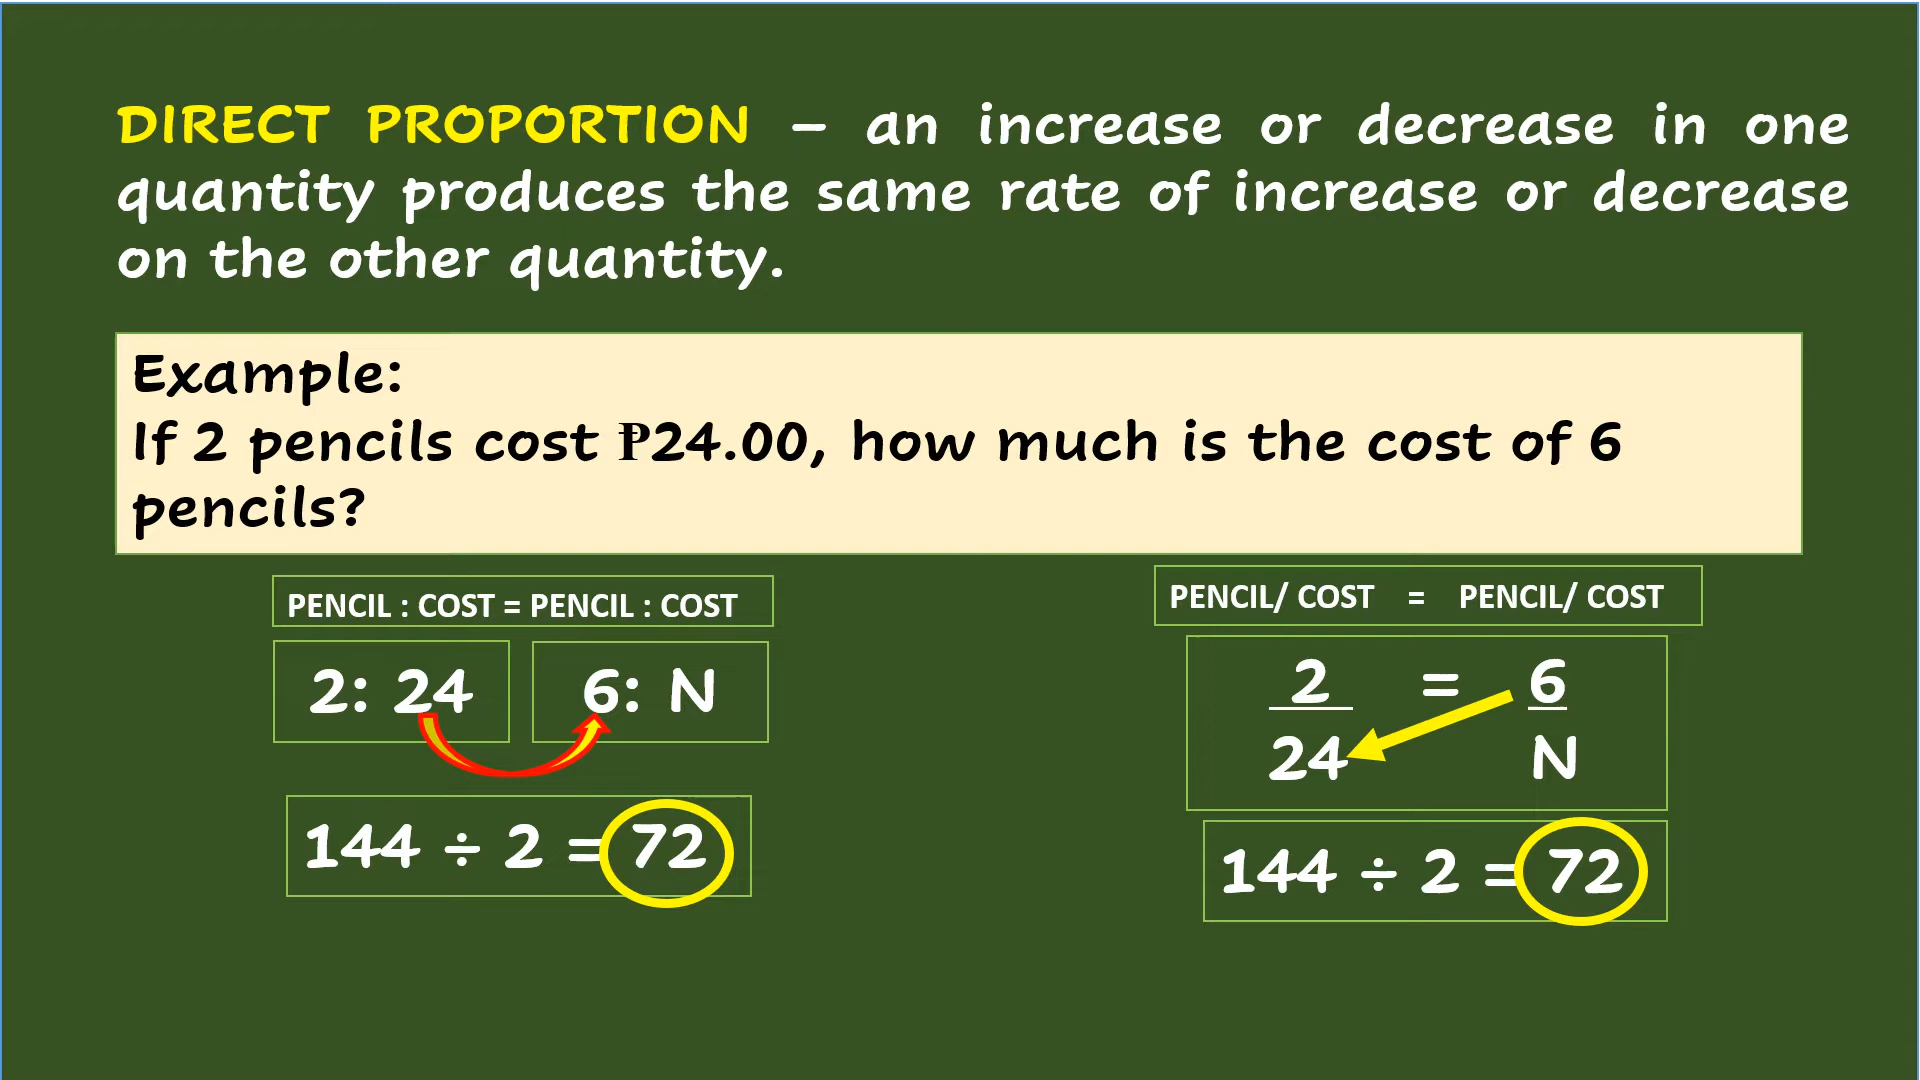 DIRECT PROPORTION – an increase or decrease in one
quantity produces the same rate of increase or decrease
on the other quantity.
Example:
If 2 pencils cost ₱24.00, how much is the cost of 6
pencils?
PENCIL : COST = PENCIL : COST
2: 24 6: N
144 ÷ 2 = 72
PENCIL/ COST = PENCIL/ COST
2 = 6
24 N
144 ÷ 2 = 72